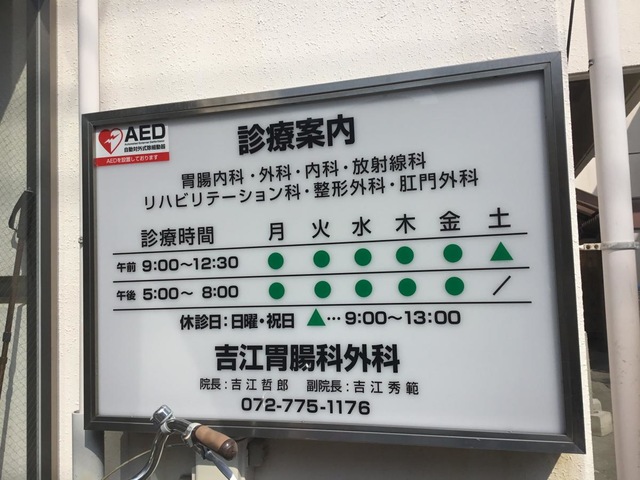 AED
自動体外式除細動器
AEDを設置しております
診療案内
胃腸内科・外科・内科・放射線科
リハビリテーション科・整形外科・肛門外科
診療時間 月 火 水 木 金 土
午前 9:00〜12:30 ● ● ● ● ● ▲
午後 5:00〜 8:00 ● ● ● ● ● /
休診日：日曜・祝日 ▲…9:00〜13:00
吉江胃腸科外科
院長：吉江哲郎 副院長：吉江秀範
072-775-1176